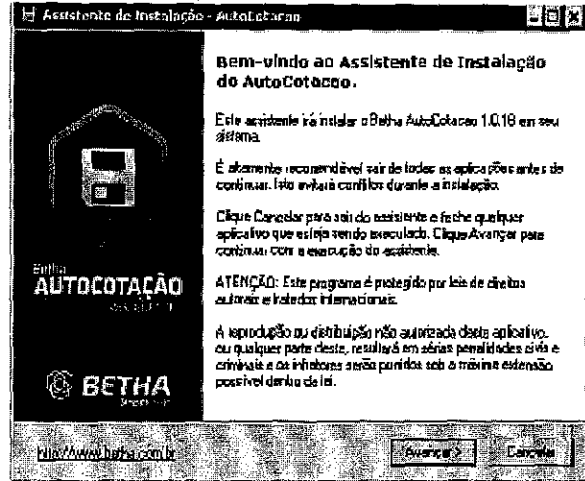 Assistente de Instalação - AutoCotacao
Bem-vindo ao Assistente de Instalação
do AutoCotacao.
Este assistente irá instalar o Betha AutoCotacao 1.0.18 em seu
sistema.
É altamente recomendável sair de todas as aplicações antes de
continuar. Isto evitará conflitos durante a instalação.
Clique Cancelar para sair do assistente e feche qualquer
aplicativo que esteja sendo executado. Clique Avançar para
continuar com a execução do assistente.
ATENÇÃO: Este programa é protegido por leis de direitos
autorais e tratados internacionais.
A reprodução ou distribuição não autorizada deste aplicativo,
ou qualquer parte deste, resultará em sérias penalidades civis e
criminais e os infratores serão punidos sob a máxima extensão
possível dentro da lei.
Betha
AUTOCOTAÇÃO
BETHA
http://www.betha.com.br
Avançar >
Cancelar